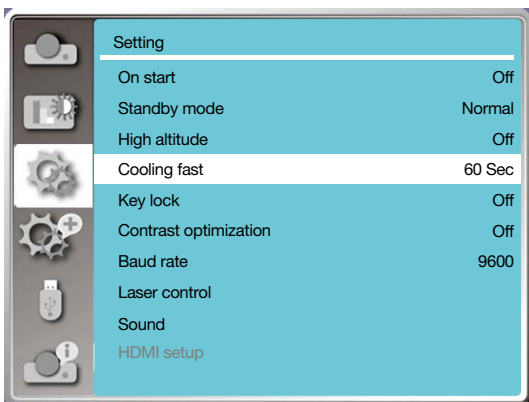 Setting
On start Off
Standby mode Normal
High altitude Off
Cooling fast 60 Sec
Key lock Off
Contrast optimization Off
Baud rate 9600
Laser control
Sound
HDMI setup